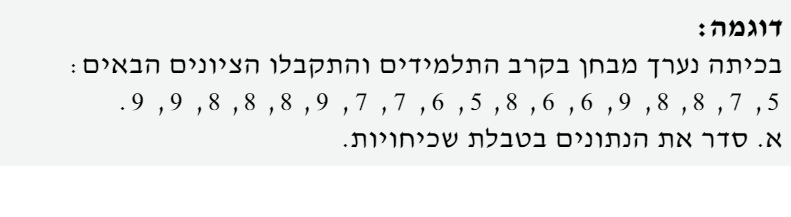 דוגמה:
בכיתה נערך מבחן בקרב התלמידים והתקבלו הציונים הבאים:
5, 7, 8, 8, 9, 6, 6, 8, 5, 6, 7, 7, 9, 8, 8, 8, 9, 9.
א. סדר את הנתונים בטבלת שכיחויות.